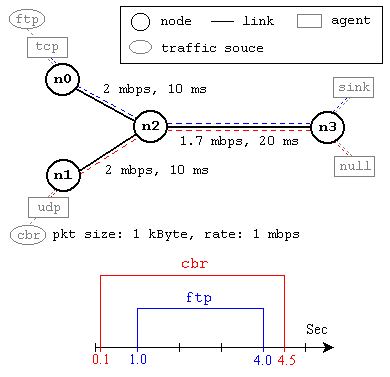 ftp
tcp
node
link
agent
traffic souce
n0
2 mbps, 10 ms
sink
n2
n3
1.7 mbps, 20 ms
n1
2 mbps, 10 ms
null
udp
cbr
pkt size: 1 kByte, rate: 1 mbps
cbr
ftp
Sec
0.1 1.0 4.0 4.5